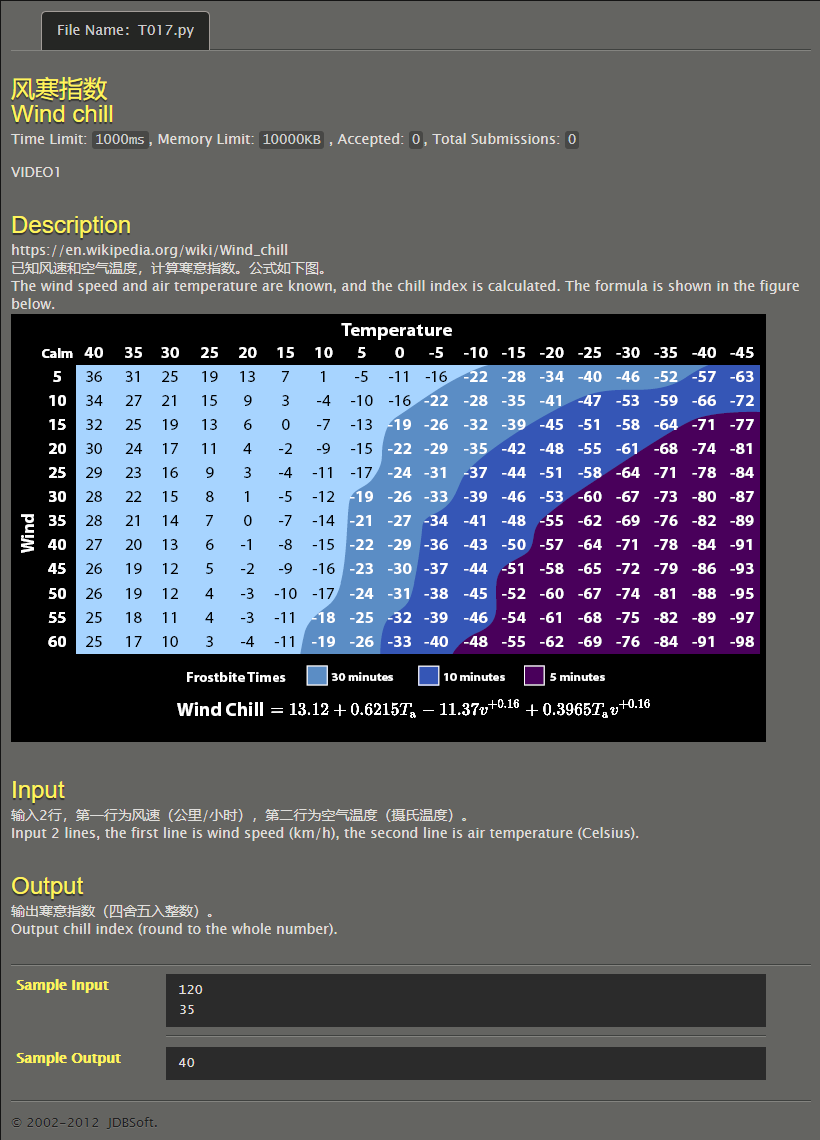 File Name: T017.py
风寒指数
Wind chill
Time Limit: 1000ms, Memory Limit: 10000KB , Accepted: 0, Total Submissions: 0
VIDEO1
Description
https://en.wikipedia.org/wiki/Wind_chill
已知风速和空气温度，计算寒意指数。公式如下图。
The wind speed and air temperature are known, and the chill index is calculated. The formula is shown in the figure
below.
Temperature
Calm 40 35 30 25 20 15 10 5 0 -5 -10 -15 -20 -25 -30 -35 -40 -45
5 36 31 25 19 13 7 1 -5 -11 -16 -22 -28 -34 -40 -46 -52 -57 -63
10 34 27 21 15 9 3 -4 -10 -16 -22 -28 -35 -41 -47 -53 -59 -66 -72
15 32 25 19 13 6 0 -7 -13 -19 -26 -32 -39 -45 -51 -58 -64 -71 -77
20 30 24 17 11 4 -2 -9 -15 -22 -29 -35 -42 -48 -55 -61 -68 -74 -81
25 29 23 16 9 3 -4 -11 -17 -24 -31 -37 -44 -51 -58 -64 -71 -78 -84
30 28 22 15 8 1 -5 -12 -19 -26 -33 -39 -46 -53 -60 -67 -73 -80 -87
Wind
35 28 21 14 7 0 -7 -14 -21 -27 -34 -41 -48 -55 -62 -69 -76 -82 -89
40 27 20 13 6 -1 -8 -15 -22 -29 -36 -43 -50 -57 -64 -71 -78 -84 -91
45 26 19 12 5 -2 -9 -16 -23 -30 -37 -44 -51 -58 -65 -72 -79 -86 -93
50 26 19 12 4 -3 -10 -17 -24 -31 -38 -45 -52 -60 -67 -74 -81 -88 -95
55 25 18 11 4 -3 -11 -18 -25 -32 -39 -46 -54 -61 -68 -75 -82 -89 -97
60 25 17 10 3 -4 -11 -19 -26 -33 -40 -48 -55 -62 -69 -76 -84 -91 -98
Frostbite Times 30 minutes 10 minutes 5 minutes
Wind Chill = 13.12 + 0.6215Tₐ − 11.37v⁺⁰·¹⁶ + 0.3965Tₐv⁺⁰·¹⁶
Input
输入2行，第一行为风速（公里/小时），第二行为空气温度（摄氏温度）。
Input 2 lines, the first line is wind speed (km/h), the second line is air temperature (Celsius).
Output
输出寒意指数（四舍五入整数）。
Output chill index (round to the whole number).
Sample Input
120
35
Sample Output
40
© 2002-2012 JDBSoft.